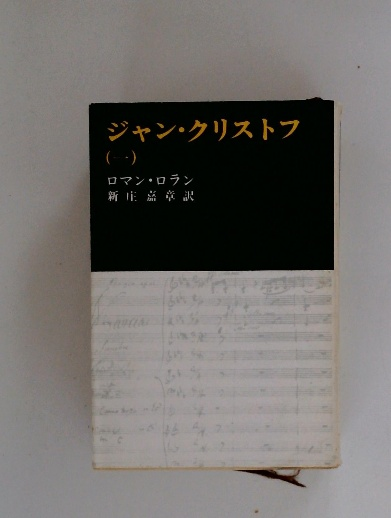 ジャン・クリストフ
(一)
ロマン・ロラン
新庄嘉章訳